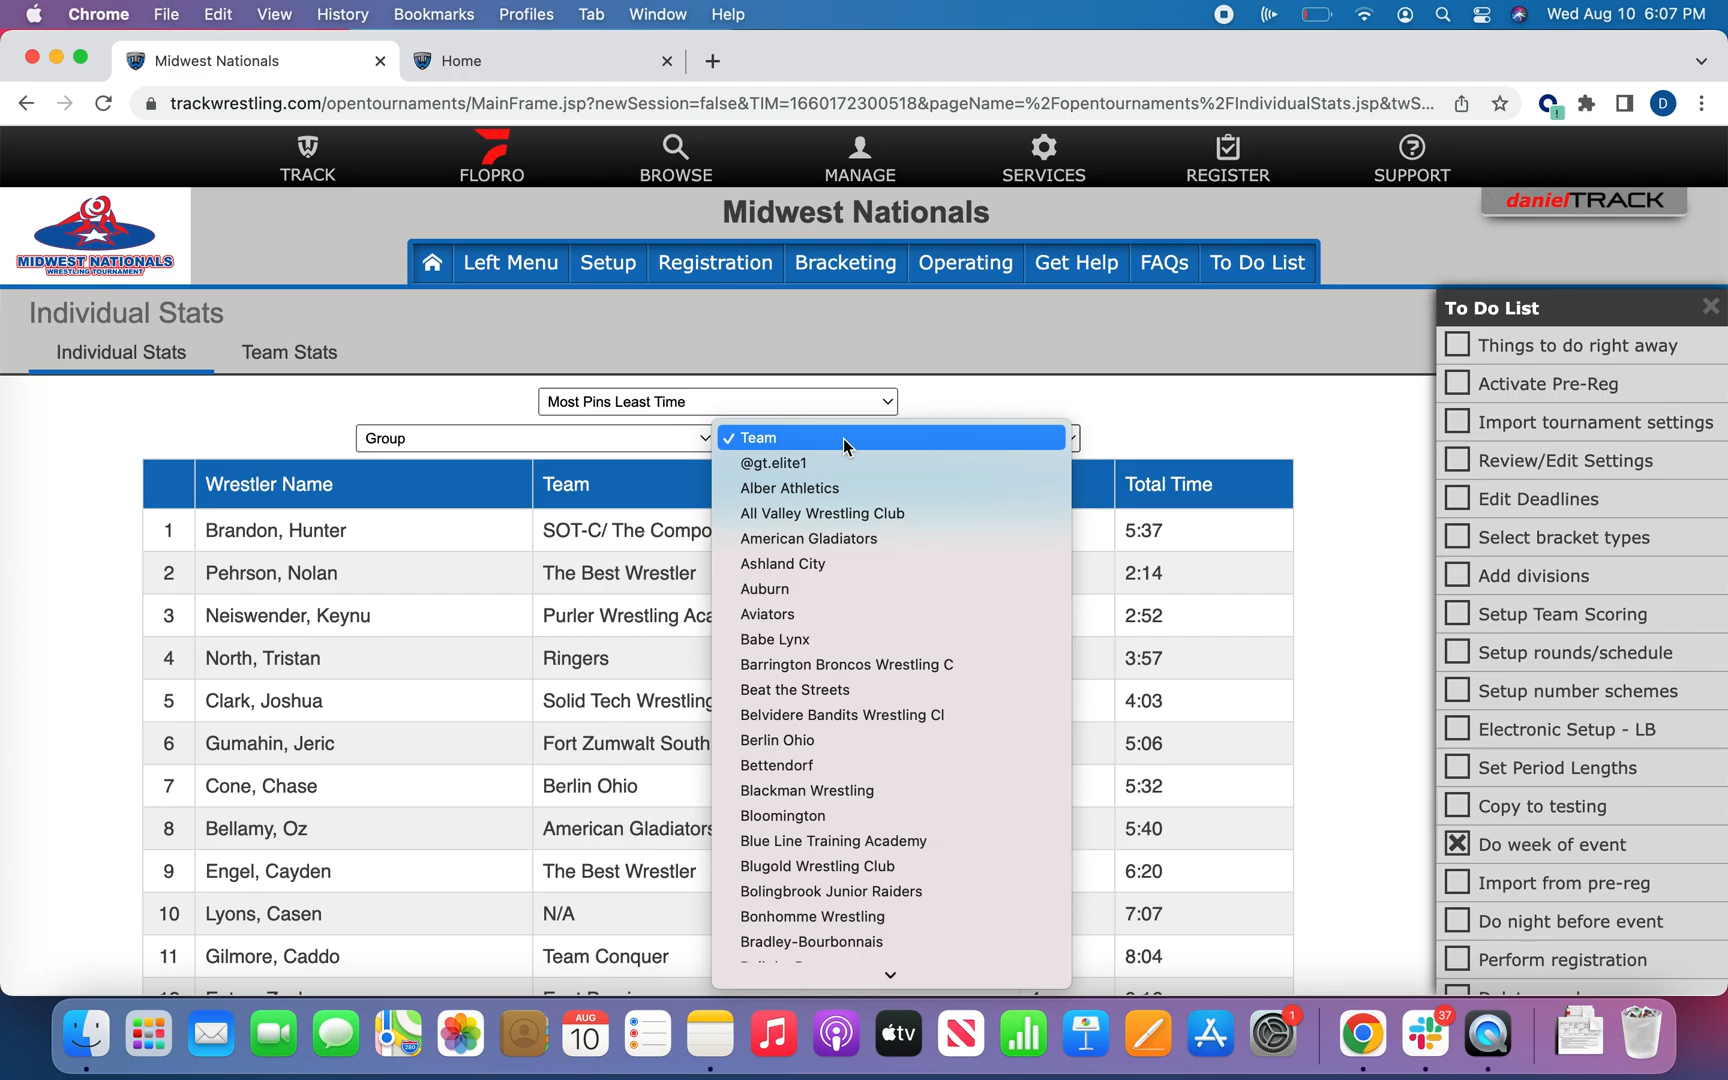 Chrome File Edit View History Bookmarks Profiles Tab Window Help Wed Aug 10 6:07 PM
Midwest Nationals Home
trackwrestling.com/opentournaments/MainFrame.jsp?newSession=false&TIM=1660172300518&pageName=%2Fopentournaments%2FIndividualStats.jsp&twS...
D
TRACK FLOPRO BROWSE MANAGE SERVICES REGISTER SUPPORT
MIDWEST NATIONALS
WRESTLING TOURNAMENT
Midwest Nationals
danielTRACK
Left Menu Setup Registration Bracketing Operating Get Help FAQs To Do List
Individual Stats
Individual Stats Team Stats
Most Pins Least Time
Group
Wrestler Name Team Total Time
1 Brandon, Hunter SOT-C/ The Compo 5:37
2 Pehrson, Nolan The Best Wrestler 2:14
3 Neiswender, Keynu Purler Wrestling Aca 2:52
4 North, Tristan Ringers 3:57
5 Clark, Joshua Solid Tech Wrestling 4:03
6 Gumahin, Jeric Fort Zumwalt South 5:06
7 Cone, Chase Berlin Ohio 5:32
8 Bellamy, Oz American Gladiators 5:40
9 Engel, Cayden The Best Wrestler 6:20
10 Lyons, Casen N/A 7:07
11 Gilmore, Caddo Team Conquer 8:04
✓ Team
@gt.elite1
Alber Athletics
All Valley Wrestling Club
American Gladiators
Ashland City
Auburn
Aviators
Babe Lynx
Barrington Broncos Wrestling C
Beat the Streets
Belvidere Bandits Wrestling Cl
Berlin Ohio
Bettendorf
Blackman Wrestling
Bloomington
Blue Line Training Academy
Blugold Wrestling Club
Bolingbrook Junior Raiders
Bonhomme Wrestling
Bradley-Bourbonnais
To Do List
Things to do right away
Activate Pre-Reg
Import tournament settings
Review/Edit Settings
Edit Deadlines
Select bracket types
Add divisions
Setup Team Scoring
Setup rounds/schedule
Setup number schemes
Electronic Setup - LB
Set Period Lengths
Copy to testing
Do week of event
Import from pre-reg
Do night before event
Perform registration
AUG
10
tv
280
1
37